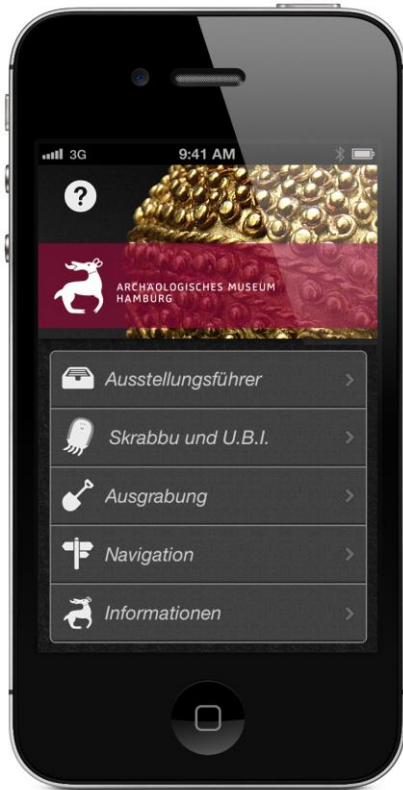 3G 9:41 AM
?
ARCHÄOLOGISCHES MUSEUM
HAMBURG
Ausstellungsführer
Skrabbu und U.B.I.
Ausgrabung
Navigation
Informationen